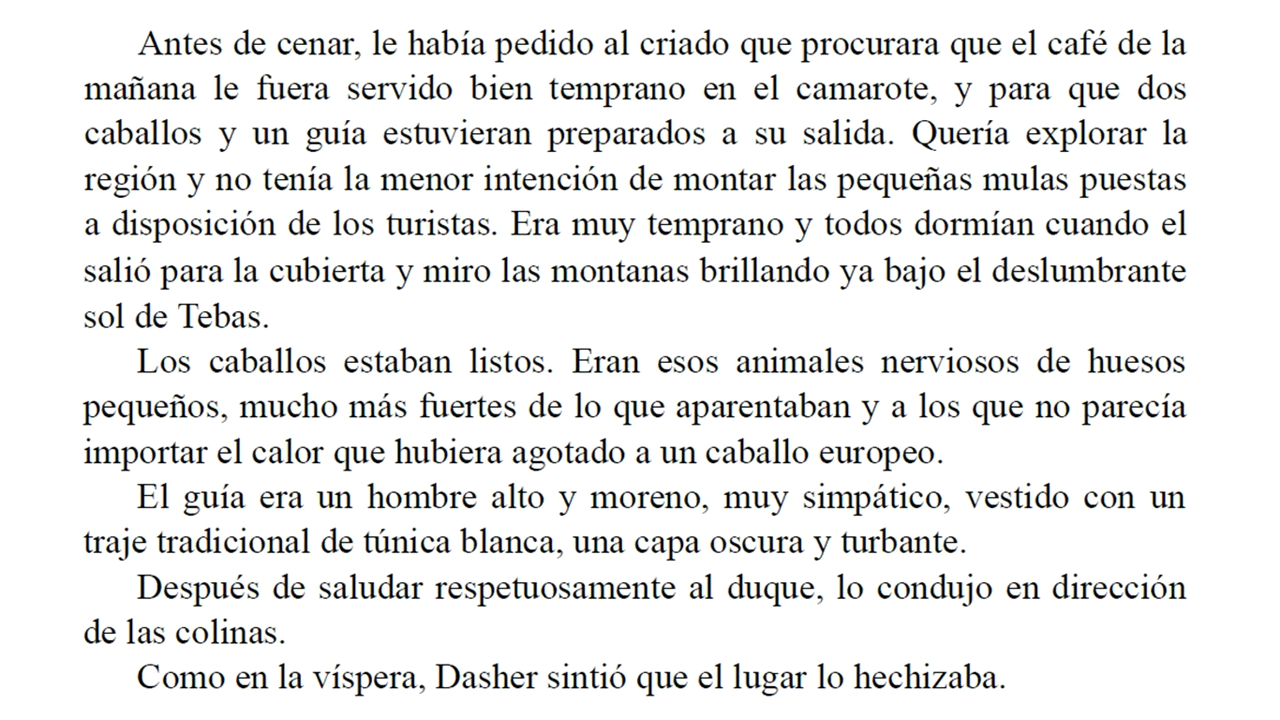 Antes de cenar, le había pedido al criado que procurara que el café de la
mañana le fuera servido bien temprano en el camarote, y para que dos
caballos y un guía estuvieran preparados a su salida. Quería explorar la
región y no tenía la menor intención de montar las pequeñas mulas puestas
a disposición de los turistas. Era muy temprano y todos dormían cuando el
salió para la cubierta y miro las montanas brillando ya bajo el deslumbrante
sol de Tebas.
Los caballos estaban listos. Eran esos animales nerviosos de huesos
pequeños, mucho más fuertes de lo que aparentaban y a los que no parecía
importar el calor que hubiera agotado a un caballo europeo.
El guía era un hombre alto y moreno, muy simpático, vestido con un
traje tradicional de túnica blanca, una capa oscura y turbante.
Después de saludar respetuosamente al duque, lo condujo en dirección
de las colinas.
Como en la víspera, Dasher sintió que el lugar lo hechizaba.